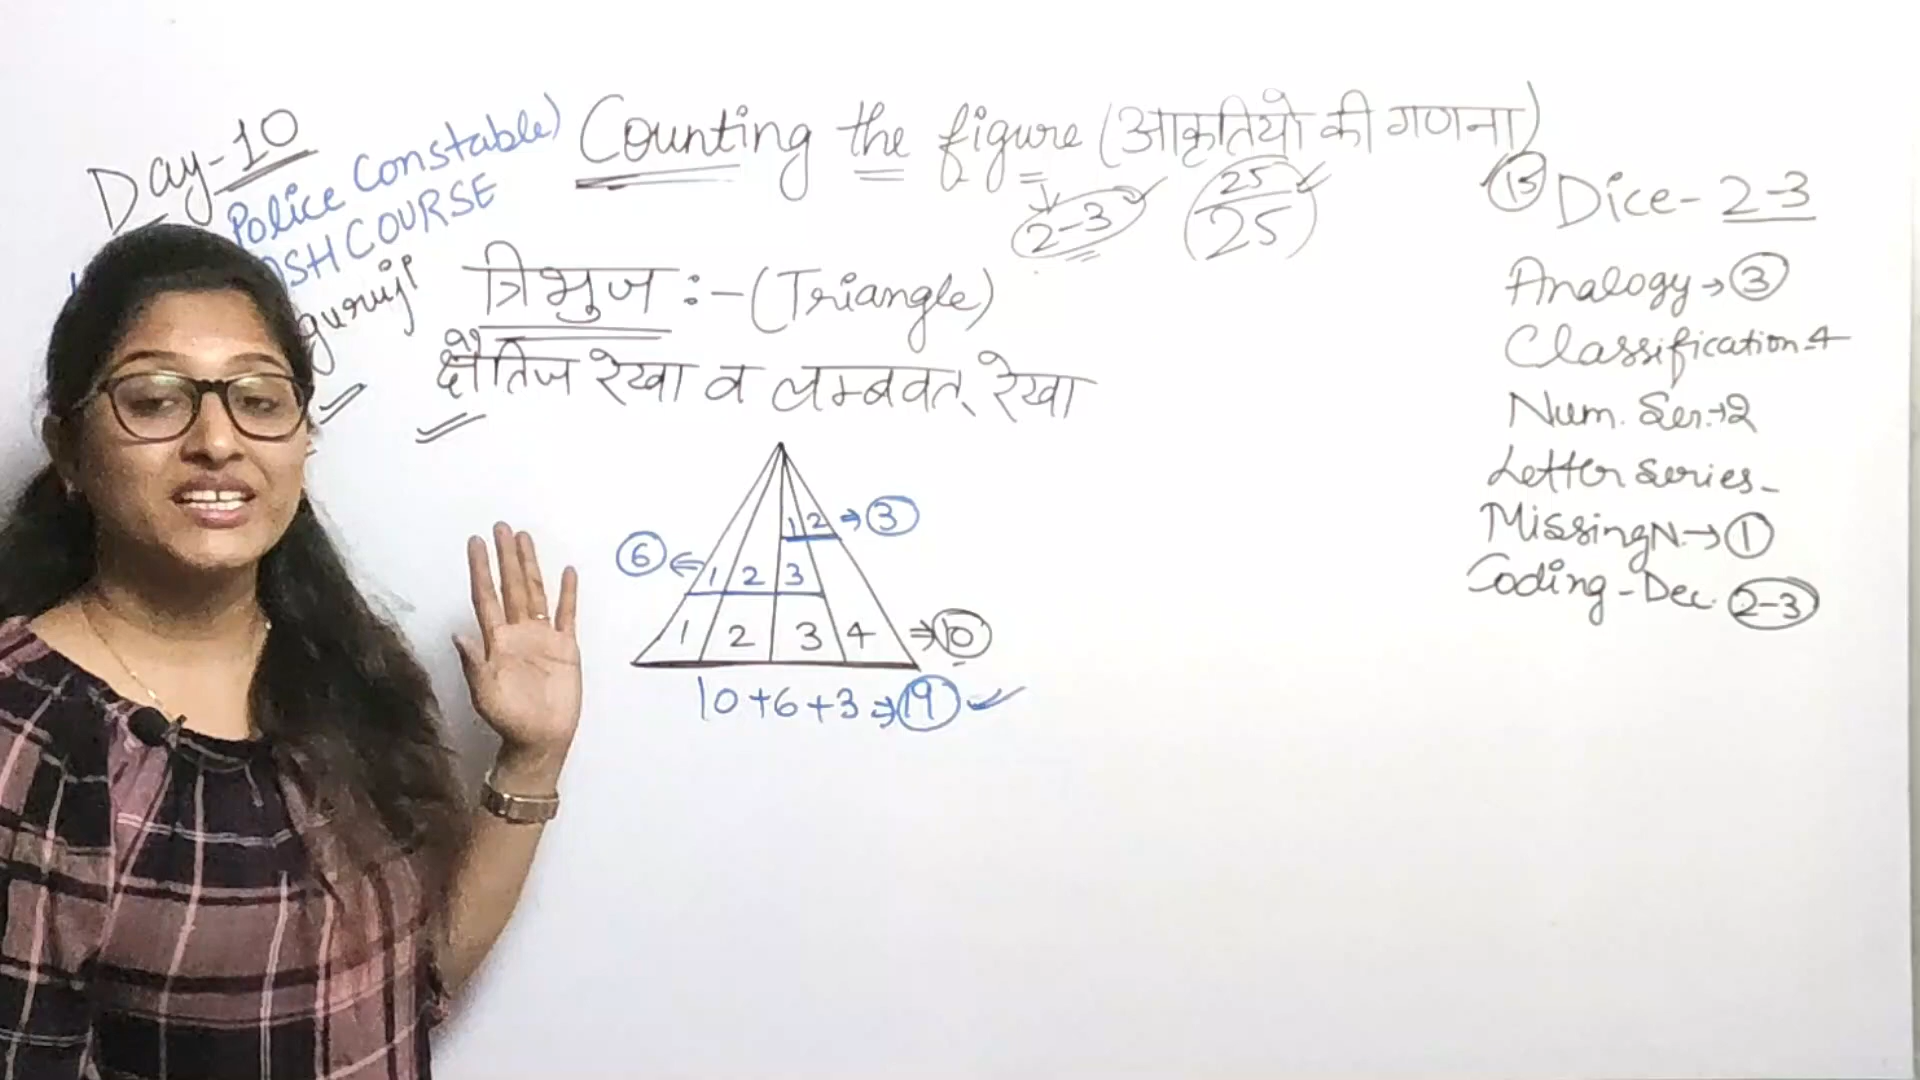 Day-10
Police Constable)
SH COURSE
guruji
Counting the figure (आकृतियो की गणना)
2-3
25
25
त्रिभुज :- (Triangle)
क्षैतिज रेखा व लम्बवत् रेखा
1 2 ⇒ 3
6 ← 1 2 3
1 2 3 4 ⇒ 10
10+6+3 ⇒ 19
13 Dice - 2-3
Analogy → 3
Classification 4
Num. Ser. → 2
Letter Series -
Missing N. → 1
Coding - Dec. 2-3